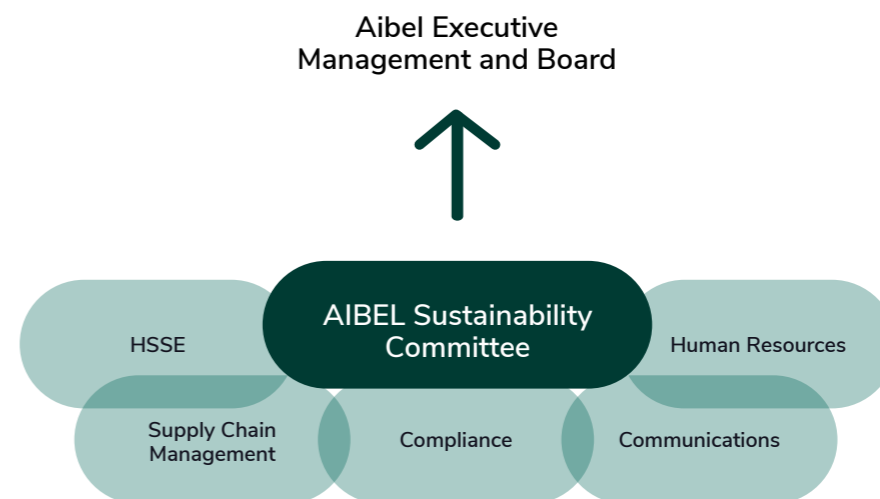 Aibel Executive
Management and Board
AIBEL Sustainability
Committee
HSSE
Human Resources
Supply Chain
Management
Compliance
Communications